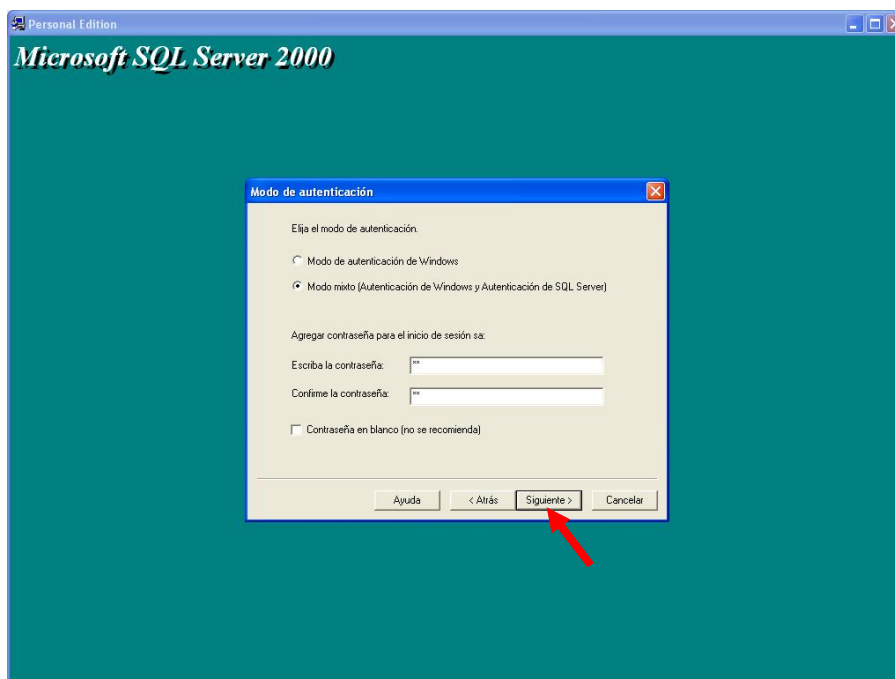 Personal Edition
Microsoft SQL Server 2000
Modo de autenticación
Elija el modo de autenticación.
Modo de autenticación de Windows
Modo mixto (Autenticación de Windows y Autenticación de SQL Server)
Agregar contraseña para el inicio de sesión sa:
Escriba la contraseña: **
Confirme la contraseña: **
Contraseña en blanco (no se recomienda)
Ayuda < Atrás Siguiente > Cancelar